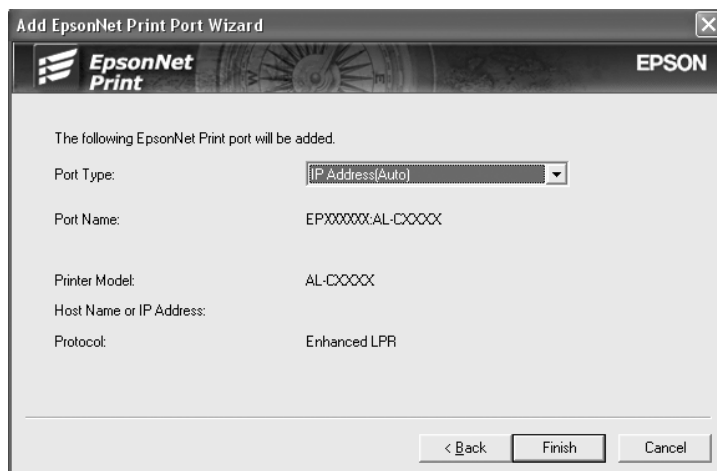 Add EpsonNet Print Port Wizard
EpsonNet
Print
EPSON
The following EpsonNet Print port will be added.
Port Type: IP Address(Auto)
Port Name: EPXXXXXX:AL-CXXXX
Printer Model: AL-CXXXX
Host Name or IP Address:
Protocol: Enhanced LPR
< Back Finish Cancel